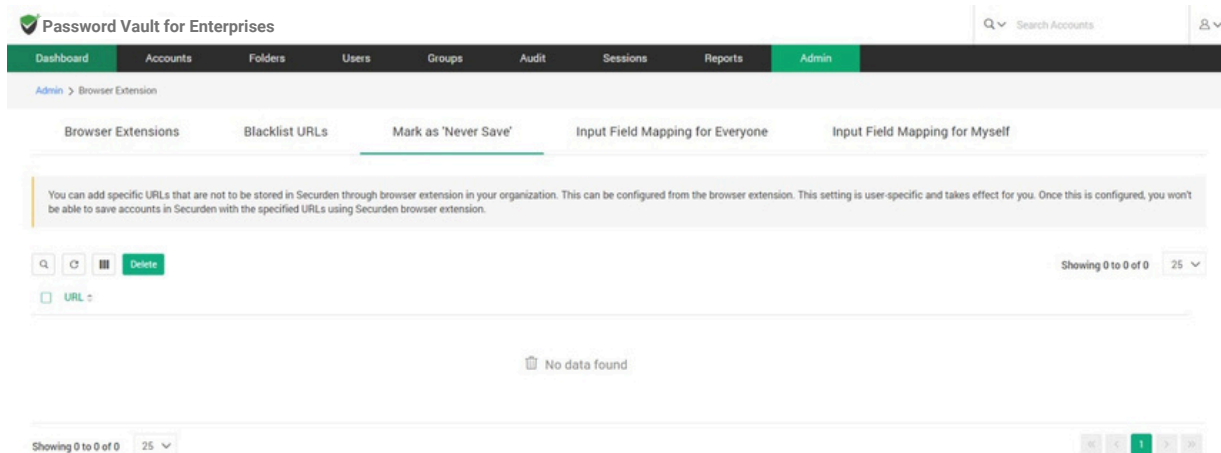 Password Vault for Enterprises
Search Accounts
Dashboard Accounts Folders Users Groups Audit Sessions Reports Admin
Admin > Browser Extension
Browser Extensions Blacklist URLs Mark as 'Never Save' Input Field Mapping for Everyone Input Field Mapping for Myself
You can add specific URLs that are not to be stored in Securden through browser extension in your organization. This can be configured from the browser extension. This setting is user-specific and takes effect for you. Once this is configured, you won't
be able to save accounts in Securden with the specified URLs using Securden browser extension.
Delete Showing 0 to 0 of 0 25
URL
No data found
Showing 0 to 0 of 0 25 « < 1 > »